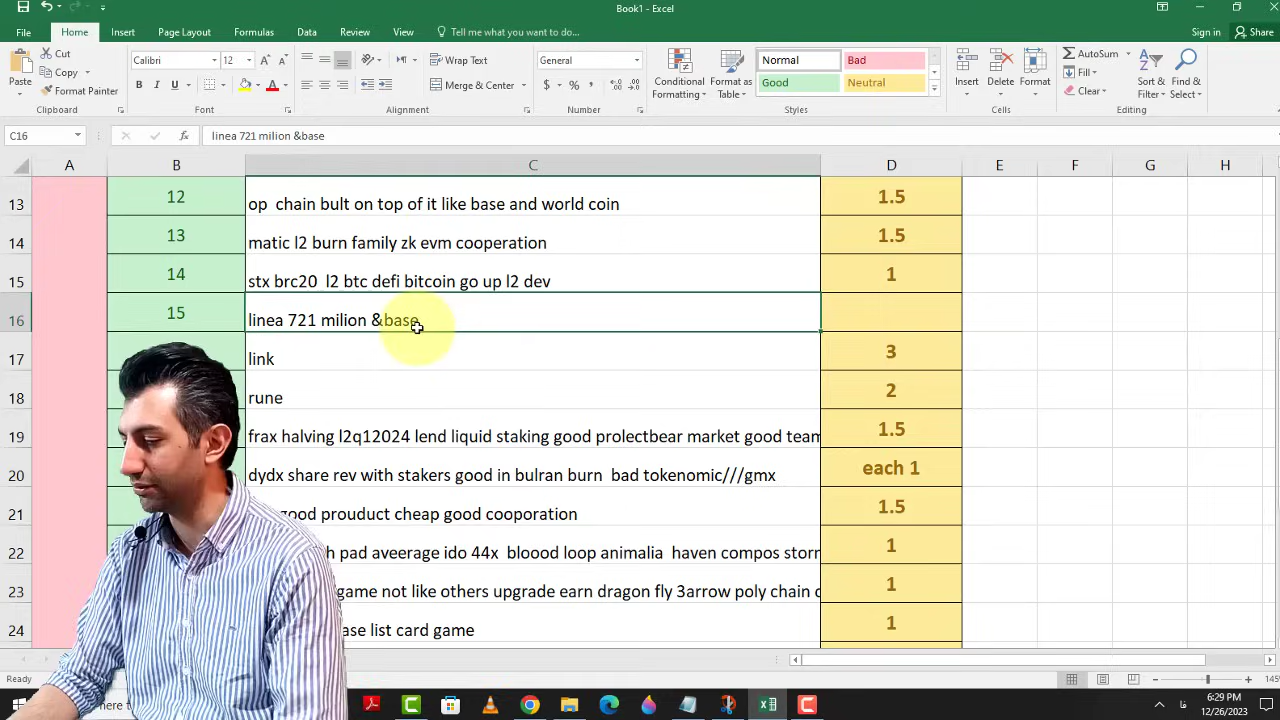 Book1 - Excel
File Home Insert Page Layout Formulas Data Review View Tell me what you want to do... Sign in Share
Paste Cut Calibri 12 Wrap Text General Conditional Format as Normal Bad Insert Delete Format AutoSum Sort & Find &
Copy Fill
Format Painter Merge & Center Formatting Table Good Neutral Clear Filter Select
Clipboard Font Alignment Number Styles Cells Editing
C16 fx linea 721 milion &base
A B C D E F G H
13 12 op chain bult on top of it like base and world coin 1.5
14 13 matic l2 burn family zk evm cooperation 1.5
15 14 stx brc20 l2 btc defi bitcoin go up l2 dev 1
16 15 linea 721 milion &base
17 link 3
18 rune 2
19 frax halving l2q12024 lend liquid staking good prolectbear market good team 1.5
20 dydx share rev with stakers good in bulran burn bad tokenomic///gmx each 1
21 good prouduct cheap good cooporation 1.5
22 pad aveerage ido 44x bloood loop animalia haven compos storm 1
23 game not like others upgrade earn dragon fly 3arrow poly chain 1
24 list card game 1
Ready 145
6:29 PM
12/26/2023